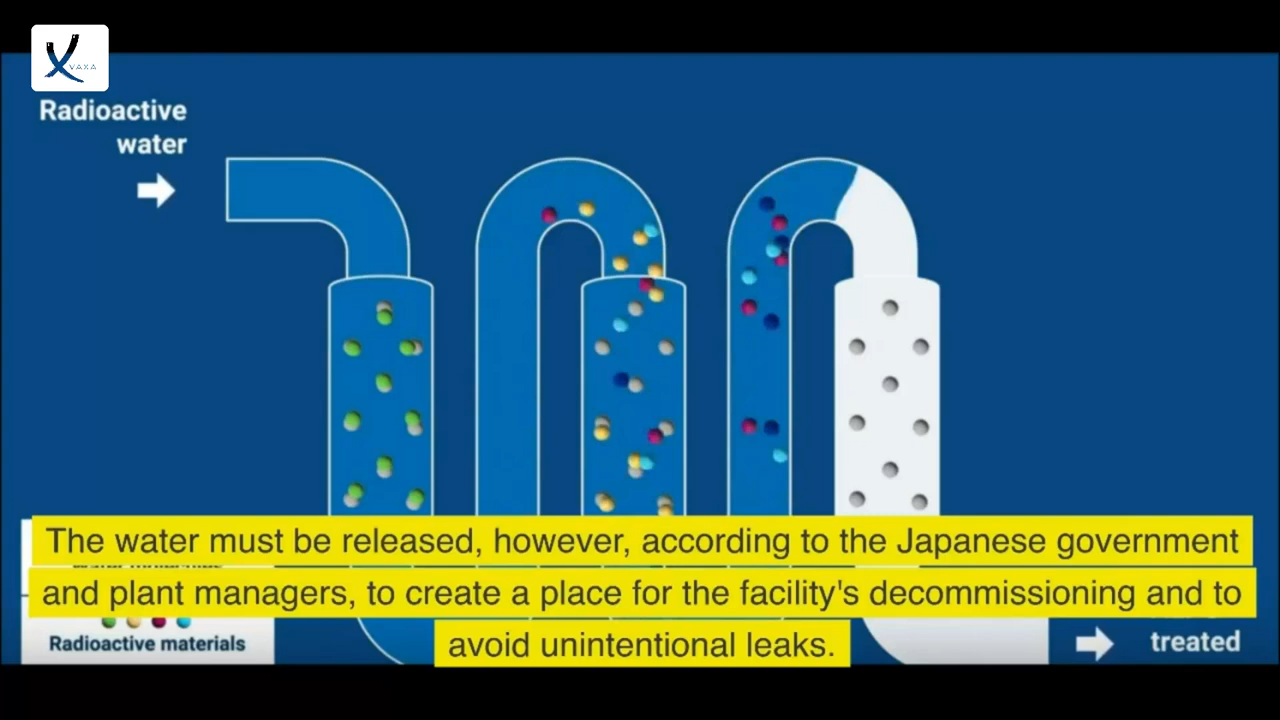 VAXA
Radioactive
water
The water must be released, however, according to the Japanese government
and plant managers, to create a place for the facility's decommissioning and to
avoid unintentional leaks.
Radioactive materials
treated